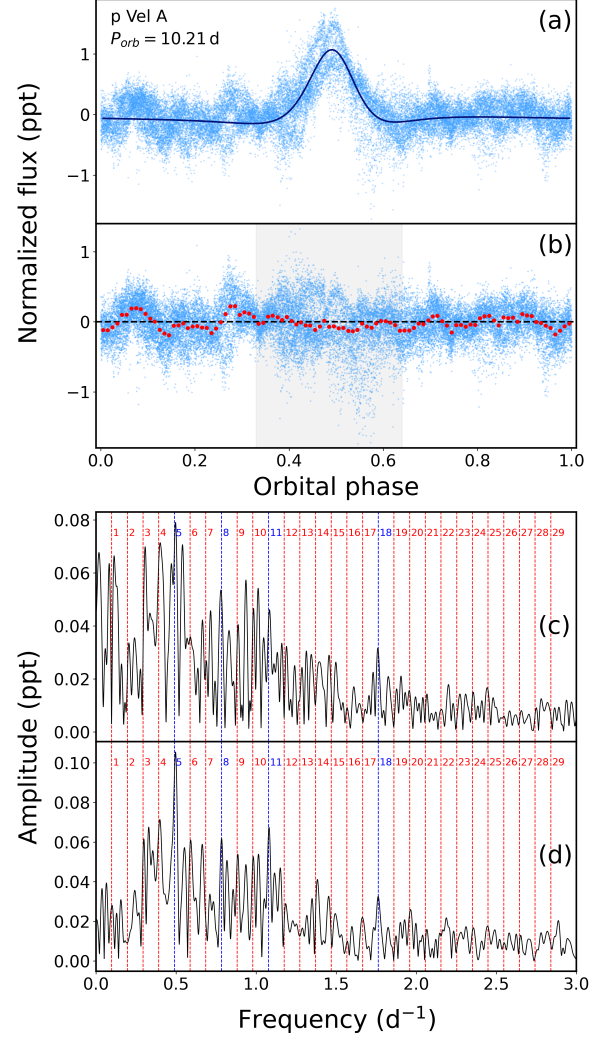 p Vel A
P_orb = 10.21 d
(a)
1
0
−1
Normalized flux (ppt)
(b)
1
0
−1
0.0 0.2 0.4 0.6 0.8 1.0
Orbital phase
0.08
0.06
0.04
0.02
0.00
1 2 3 4 5 6 7 8 9 10 11 12 13 14 15 16 17 18 19 20 21 22 23 24 25 26 27 28 29
(c)
Amplitude (ppt)
0.10
0.08
0.06
0.04
0.02
0.00
1 2 3 4 5 6 7 8 9 10 11 12 13 14 15 16 17 18 19 20 21 22 23 24 25 26 27 28 29
(d)
0.0 0.5 1.0 1.5 2.0 2.5 3.0
Frequency (d⁻¹)